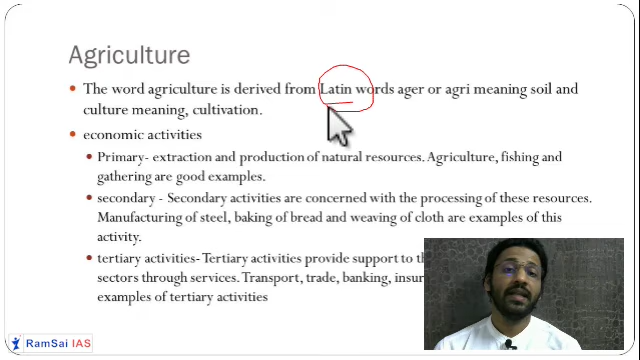 Agriculture
The word agriculture is derived from Latin words ager or agri meaning soil and
culture meaning, cultivation.
economic activities
Primary- extraction and production of natural resources. Agriculture, fishing and
gathering are good examples.
secondary - Secondary activities are concerned with the processing of these resources.
Manufacturing of steel, baking of bread and weaving of cloth are examples of this
activity.
tertiary activities- Tertiary activities provide support to th
sectors through services. Transport, trade, banking, insur
examples of tertiary activities
RamSai IAS